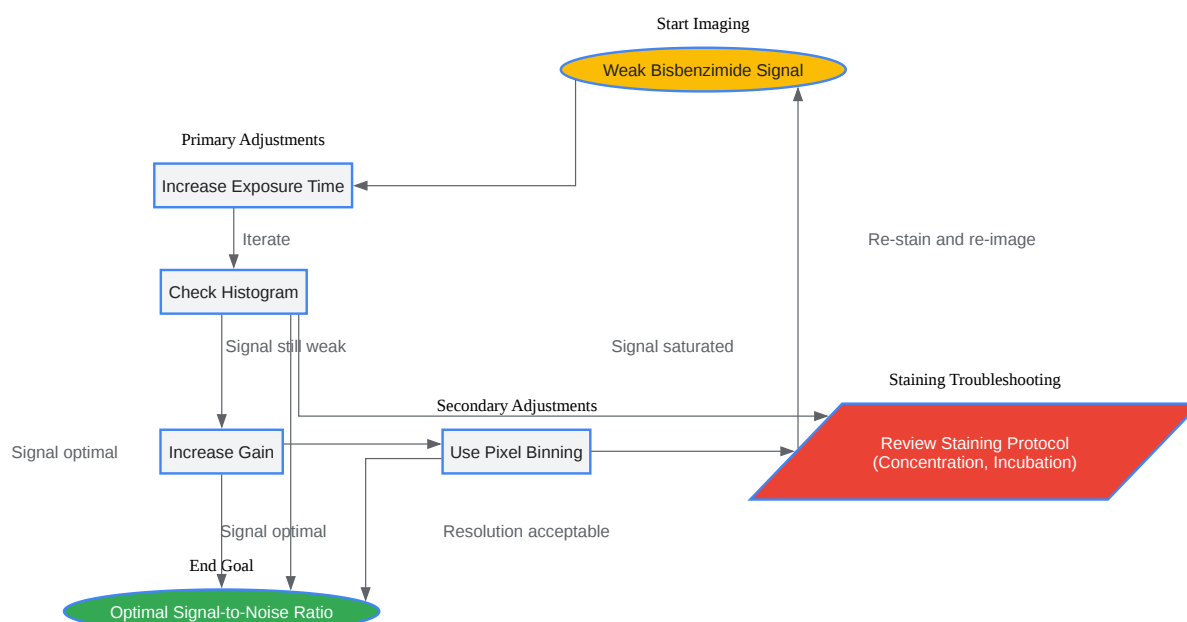 Start Imaging
Weak Bisbenzimide Signal
Primary Adjustments
Increase Exposure Time
Iterate
Re-stain and re-image
Check Histogram
Signal still weak
Signal saturated
Staining Troubleshooting
Secondary Adjustments
Signal optimal
Increase Gain
Use Pixel Binning
Review Staining Protocol
(Concentration, Incubation)
Signal optimal
Resolution acceptable
End Goal
Optimal Signal-to-Noise Ratio